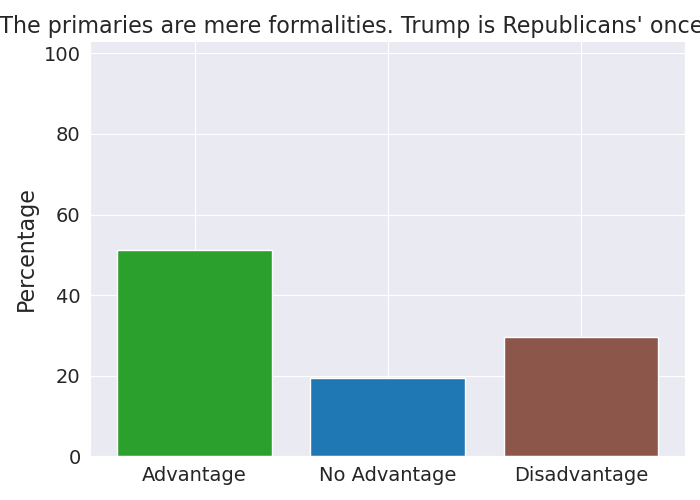 The primaries are mere formalities. Trump is Republicans' once
100
80
60
40
20
0
Percentage
Advantage
No Advantage
Disadvantage